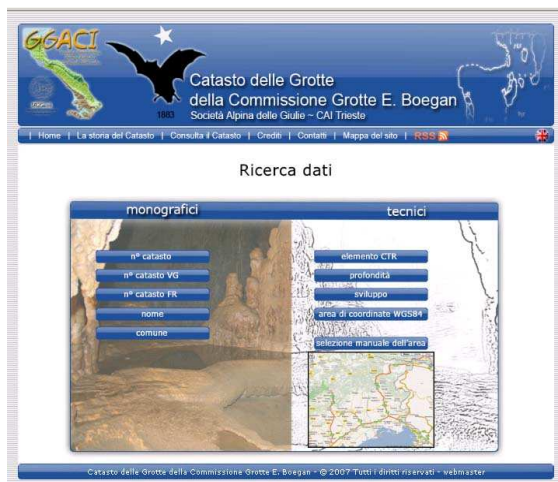 GGACI
1883
Catasto delle Grotte
della Commissione Grotte E. Boegan
Società Alpina delle Giulie ~ CAI Trieste
| Home | La storia del Catasto | Consulta il Catasto | Crediti | Contatti | Mappa del sito | RSS
Ricerca dati
monografici
tecnici
n° catasto
n° catasto VG
n° catasto FR
nome
comune
elemento CTR
profondità
sviluppo
area di coordinate WGS84
selezione manuale dell'area
Catasto delle Grotte della Commissione Grotte E. Boegan - © 2007 Tutti i diritti riservati - webmaster